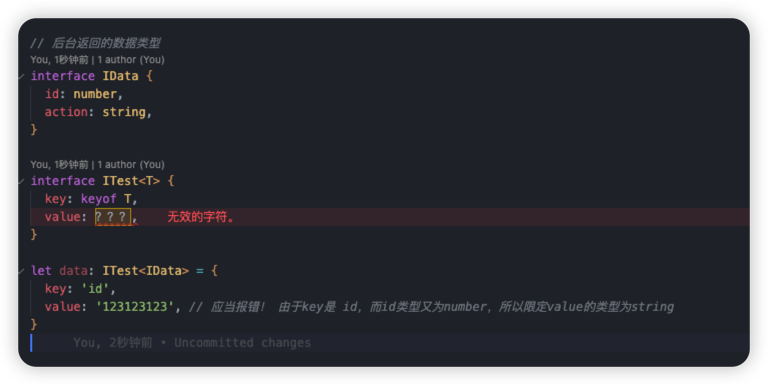 // 后台返回的数据类型
You, 1秒钟前 | 1 author (You)
interface IData {
id: number,
action: string,
}
You, 1秒钟前 | 1 author (You)
interface ITest<T> {
key: keyof T,
value: ？？？, 无效的字符。
}
let data: ITest<IData> = {
key: 'id',
value: '123123123', // 应当报错！ 由于key是 id，而id类型又为number，所以限定value的类型为string
}
You, 2秒钟前 • Uncommitted changes